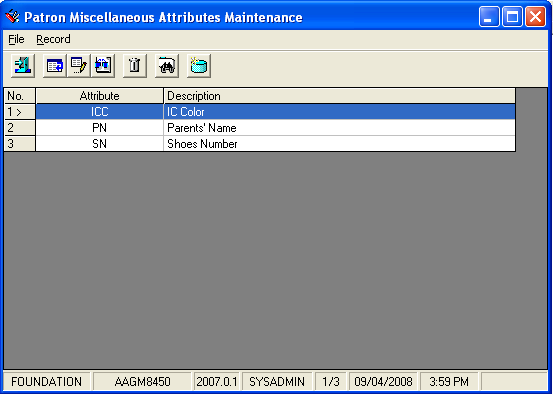 Patron Miscellaneous Attributes Maintenance
File Record
No. Attribute Description
1 > ICC IC Color
2 PN Parents' Name
3 SN Shoes Number
FOUNDATION AAGM8450 2007.0.1 SYSADMIN 1/3 09/04/2008 3:59 PM